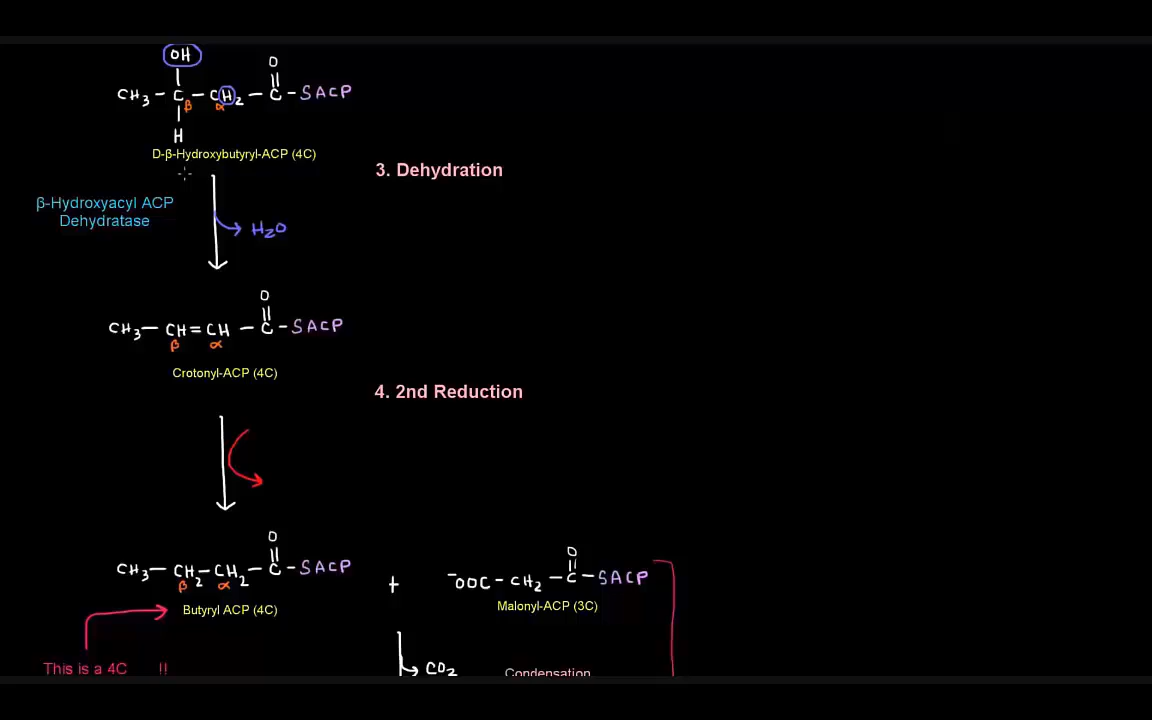 OH
O
CH3 - C - CH2 - C - SACP
β α
H
D-β-Hydroxybutyryl-ACP (4C)
3. Dehydration
β-Hydroxyacyl ACP
Dehydratase
H2O
O
CH3 - CH = CH - C - SACP
β α
Crotonyl-ACP (4C)
4. 2nd Reduction
O
CH3 - CH2 - CH2 - C - SACP
β α
Butyryl ACP (4C)
+
O
-OOC - CH2 - C - SACP
Malonyl-ACP (3C)
This is a 4C !!
CO2
Condensation